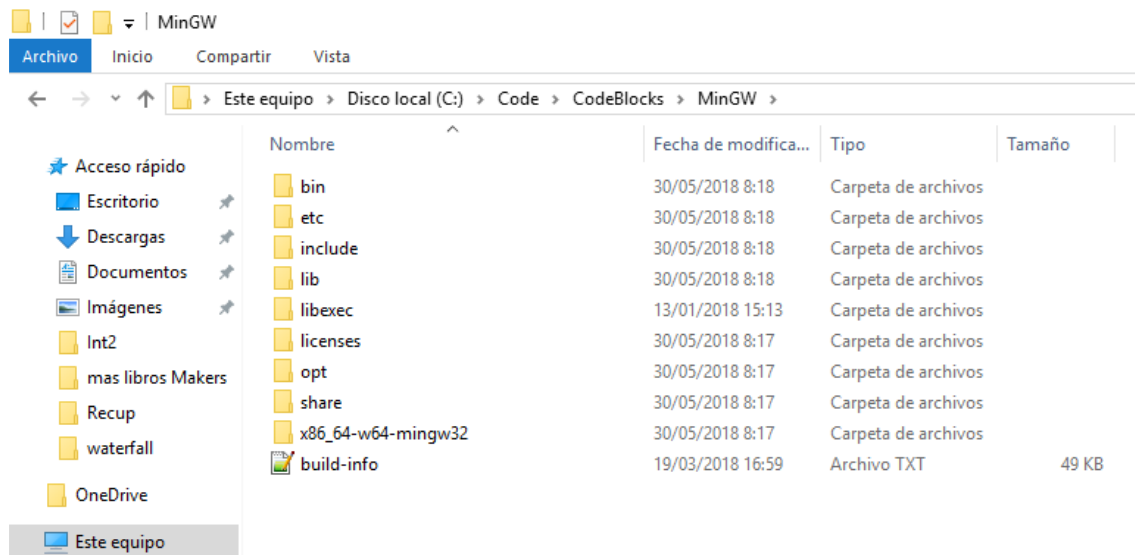 MinGW
Archivo Inicio Compartir Vista
Este equipo > Disco local (C:) > Code > CodeBlocks > MinGW >
Nombre Fecha de modifica... Tipo Tamaño
Acceso rápido
Escritorio
Descargas
Documentos
Imágenes
Int2
mas libros Makers
Recup
waterfall
OneDrive
Este equipo
bin 30/05/2018 8:18 Carpeta de archivos
etc 30/05/2018 8:18 Carpeta de archivos
include 30/05/2018 8:18 Carpeta de archivos
lib 30/05/2018 8:18 Carpeta de archivos
libexec 13/01/2018 15:13 Carpeta de archivos
licenses 30/05/2018 8:17 Carpeta de archivos
opt 30/05/2018 8:17 Carpeta de archivos
share 30/05/2018 8:17 Carpeta de archivos
x86_64-w64-mingw32 30/05/2018 8:17 Carpeta de archivos
build-info 19/03/2018 16:59 Archivo TXT 49 KB